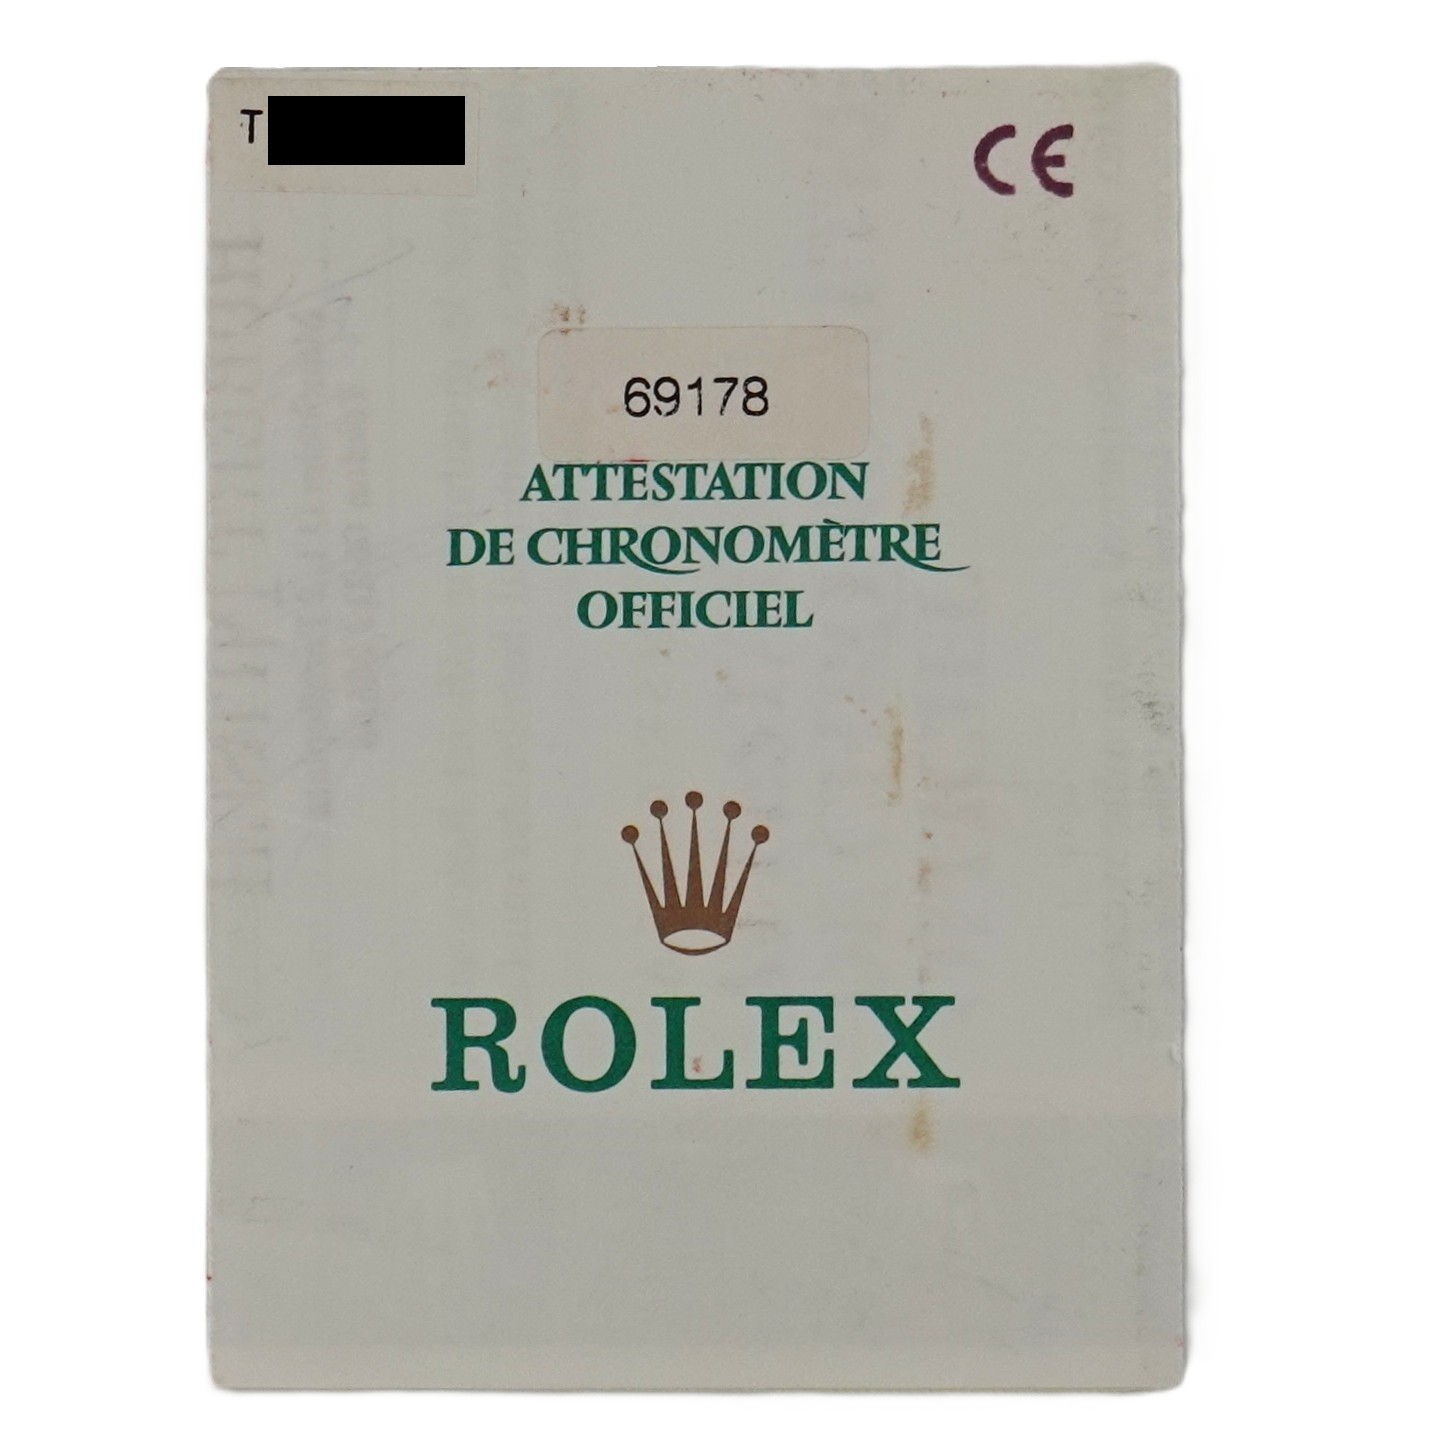 T
CE
69178
ATTESTATION
DE CHRONOMÈTRE
OFFICIEL
ROLEX